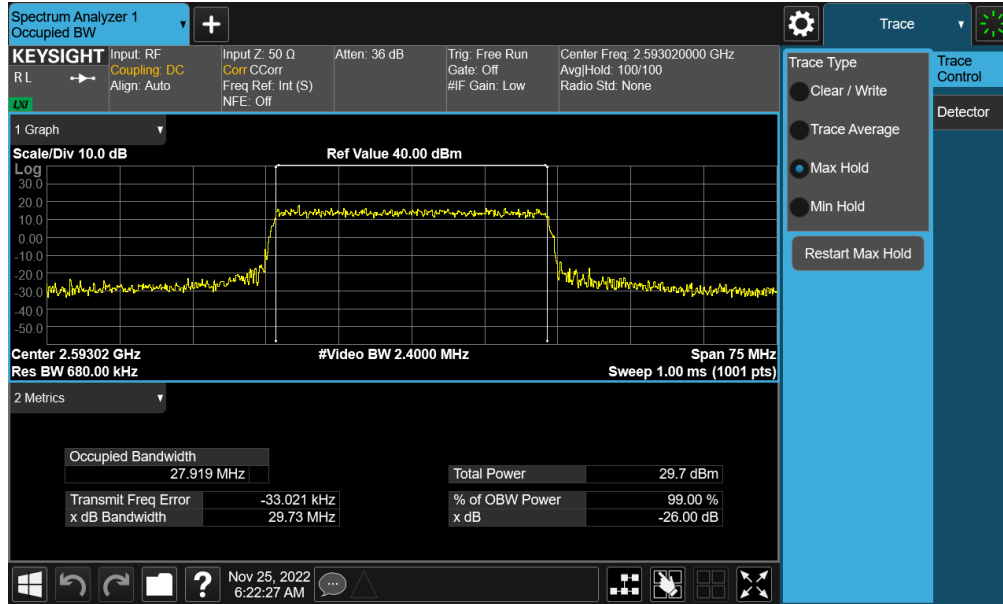 Spectrum Analyzer 1
Occupied BW
+
Trace
KEYSIGHT
R L
LXI
Input: RF
Coupling: DC
Align: Auto
Input Z: 50 Ω
Corr CCorr
Freq Ref: Int (S)
NFE: Off
Atten: 36 dB
Trig: Free Run
Gate: Off
#IF Gain: Low
Center Freq: 2.593020000 GHz
Avg|Hold: 100/100
Radio Std: None
Trace Type
Clear / Write
Trace Average
Max Hold
Min Hold
Restart Max Hold
Trace
Control
Detector
1 Graph
Scale/Div 10.0 dB
Ref Value 40.00 dBm
Log
30.0
20.0
10.0
0.00
-10.0
-20.0
-30.0
-40.0
-50.0
Center 2.59302 GHz
#Video BW 2.4000 MHz
Span 75 MHz
Res BW 680.00 kHz
Sweep 1.00 ms (1001 pts)
2 Metrics
Occupied Bandwidth
27.919 MHz
Total Power 29.7 dBm
Transmit Freq Error -33.021 kHz
% of OBW Power 99.00 %
x dB Bandwidth 29.73 MHz
x dB -26.00 dB
?
Nov 25, 2022
6:22:27 AM